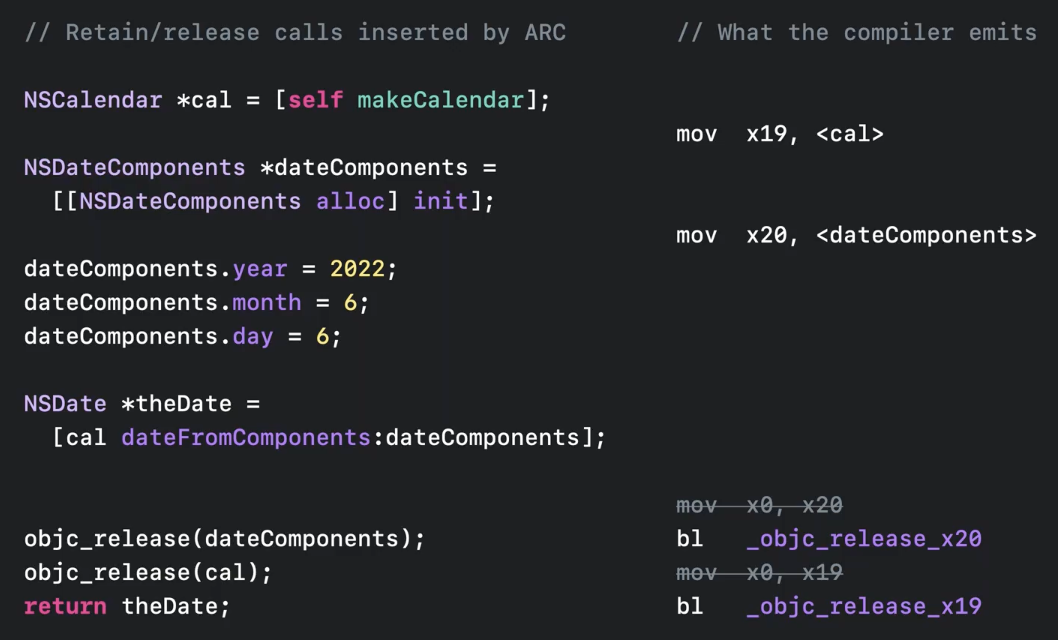 // Retain/release calls inserted by ARC
// What the compiler emits
NSCalendar *cal = [self makeCalendar];
mov  x19, <cal>
NSDateComponents *dateComponents =
  [[NSDateComponents alloc] init];
mov  x20, <dateComponents>
dateComponents.year = 2022;
dateComponents.month = 6;
dateComponents.day = 6;
NSDate *theDate =
  [cal dateFromComponents:dateComponents];
mov  x0, x20
objc_release(dateComponents);
bl   _objc_release_x20
objc_release(cal);
mov  x0, x19
return theDate;
bl   _objc_release_x19